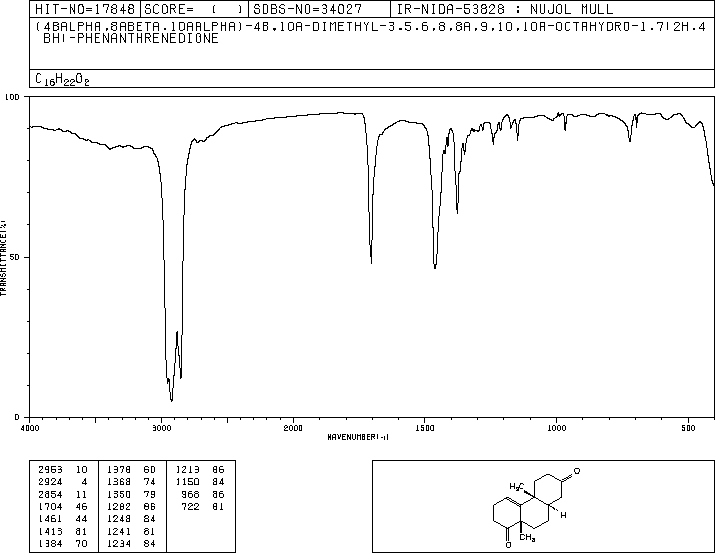 HIT-NO=17848 SCORE= ( ) SDBS-NO=34027 IR-NIDA-53828 : NUJOL MULL
(4BALPHA,8ABETA,10AALPHA)-4B,10A-DIMETHYL-3,5,6,8,8A,9,10,10A-OCTAHYDRO-1,7(2H,4
BH)-PHENANTHRENEDIONE
C16H22O2
100
50
0
TRANSMITTANCE(%)
4000 3000 2000 1500 1000 500
WAVENUMBER(-1)
2953 10 1378 60 1213 86
2924 4 1368 74 1150 84
2854 11 1350 79 968 86
1704 46 1282 86 722 81
1461 44 1248 84
1413 81 1241 81
1384 70 1234 84
O
H3C
H
CH3
O